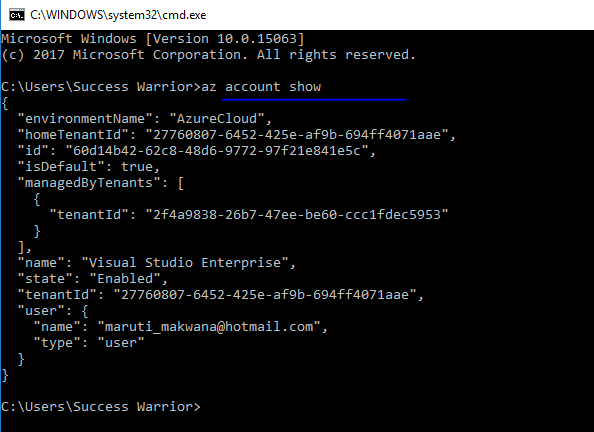 C:\WINDOWS\system32\cmd.exe
Microsoft Windows [Version 10.0.15063]
(c) 2017 Microsoft Corporation. All rights reserved.
C:\Users\Success Warrior>az account show
{
  "environmentName": "AzureCloud",
  "homeTenantId": "27760807-6452-425e-af9b-694ff4071aae",
  "id": "60d14b42-62c8-48d6-9772-97f21e841e5c",
  "isDefault": true,
  "managedByTenants": [
    {
      "tenantId": "2f4a9838-26b7-47ee-be60-ccc1fdec5953"
    }
  ],
  "name": "Visual Studio Enterprise",
  "state": "Enabled",
  "tenantId": "27760807-6452-425e-af9b-694ff4071aae",
  "user": {
    "name": "maruti_makwana@hotmail.com",
    "type": "user"
  }
}
C:\Users\Success Warrior>